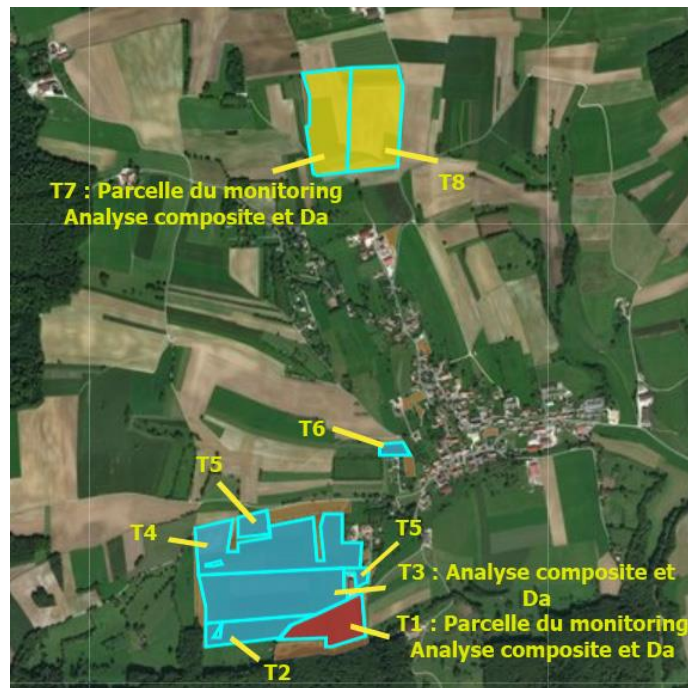 T7 : Parcelle du monitoring
Analyse composite et Da
T8
T6
T5
T4
T5
T3 : Analyse composite et
Da
T1 : Parcelle du monitoring
Analyse composite et Da
T2